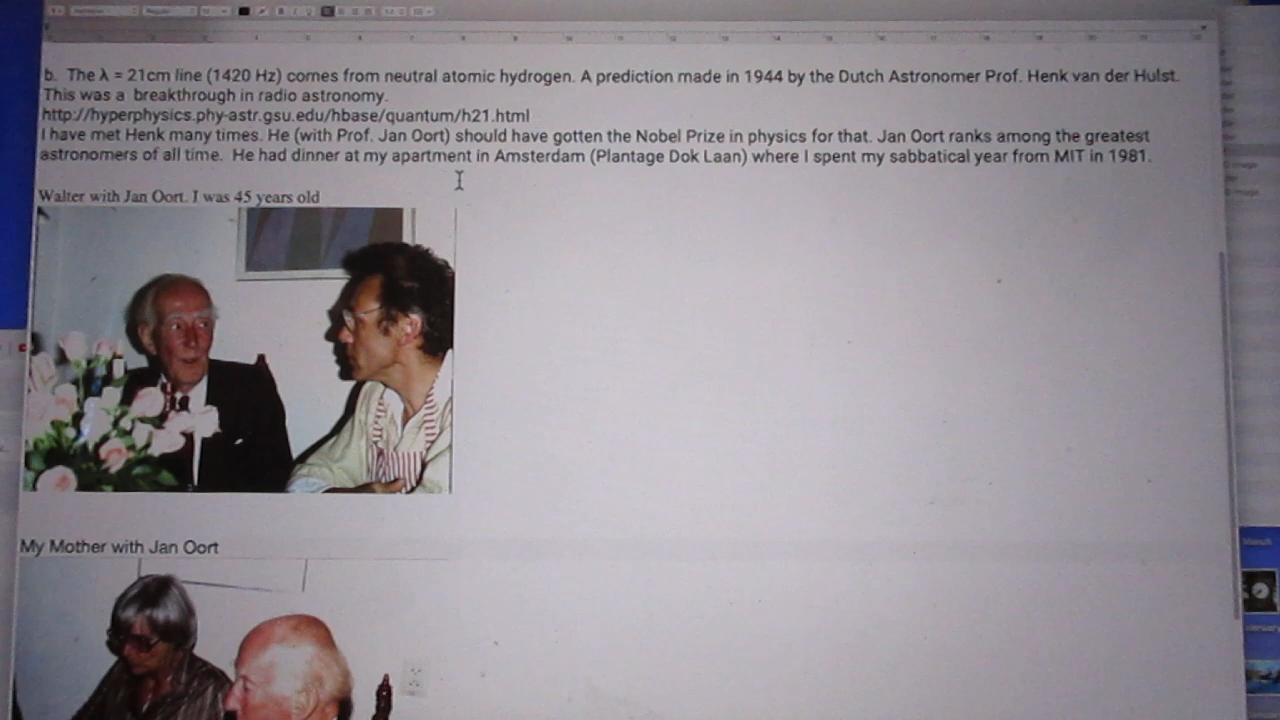 b. The λ = 21cm line (1420 Hz) comes from neutral atomic hydrogen. A prediction made in 1944 by the Dutch Astronomer Prof. Henk van der Hulst.
This was a breakthrough in radio astronomy.
http://hyperphysics.phy-astr.gsu.edu/hbase/quantum/h21.html
I have met Henk many times. He (with Prof. Jan Oort) should have gotten the Nobel Prize in physics for that. Jan Oort ranks among the greatest
astronomers of all time. He had dinner at my apartment in Amsterdam (Plantage Dok Laan) where I spent my sabbatical year from MIT in 1981.
Walter with Jan Oort. I was 45 years old
My Mother with Jan Oort